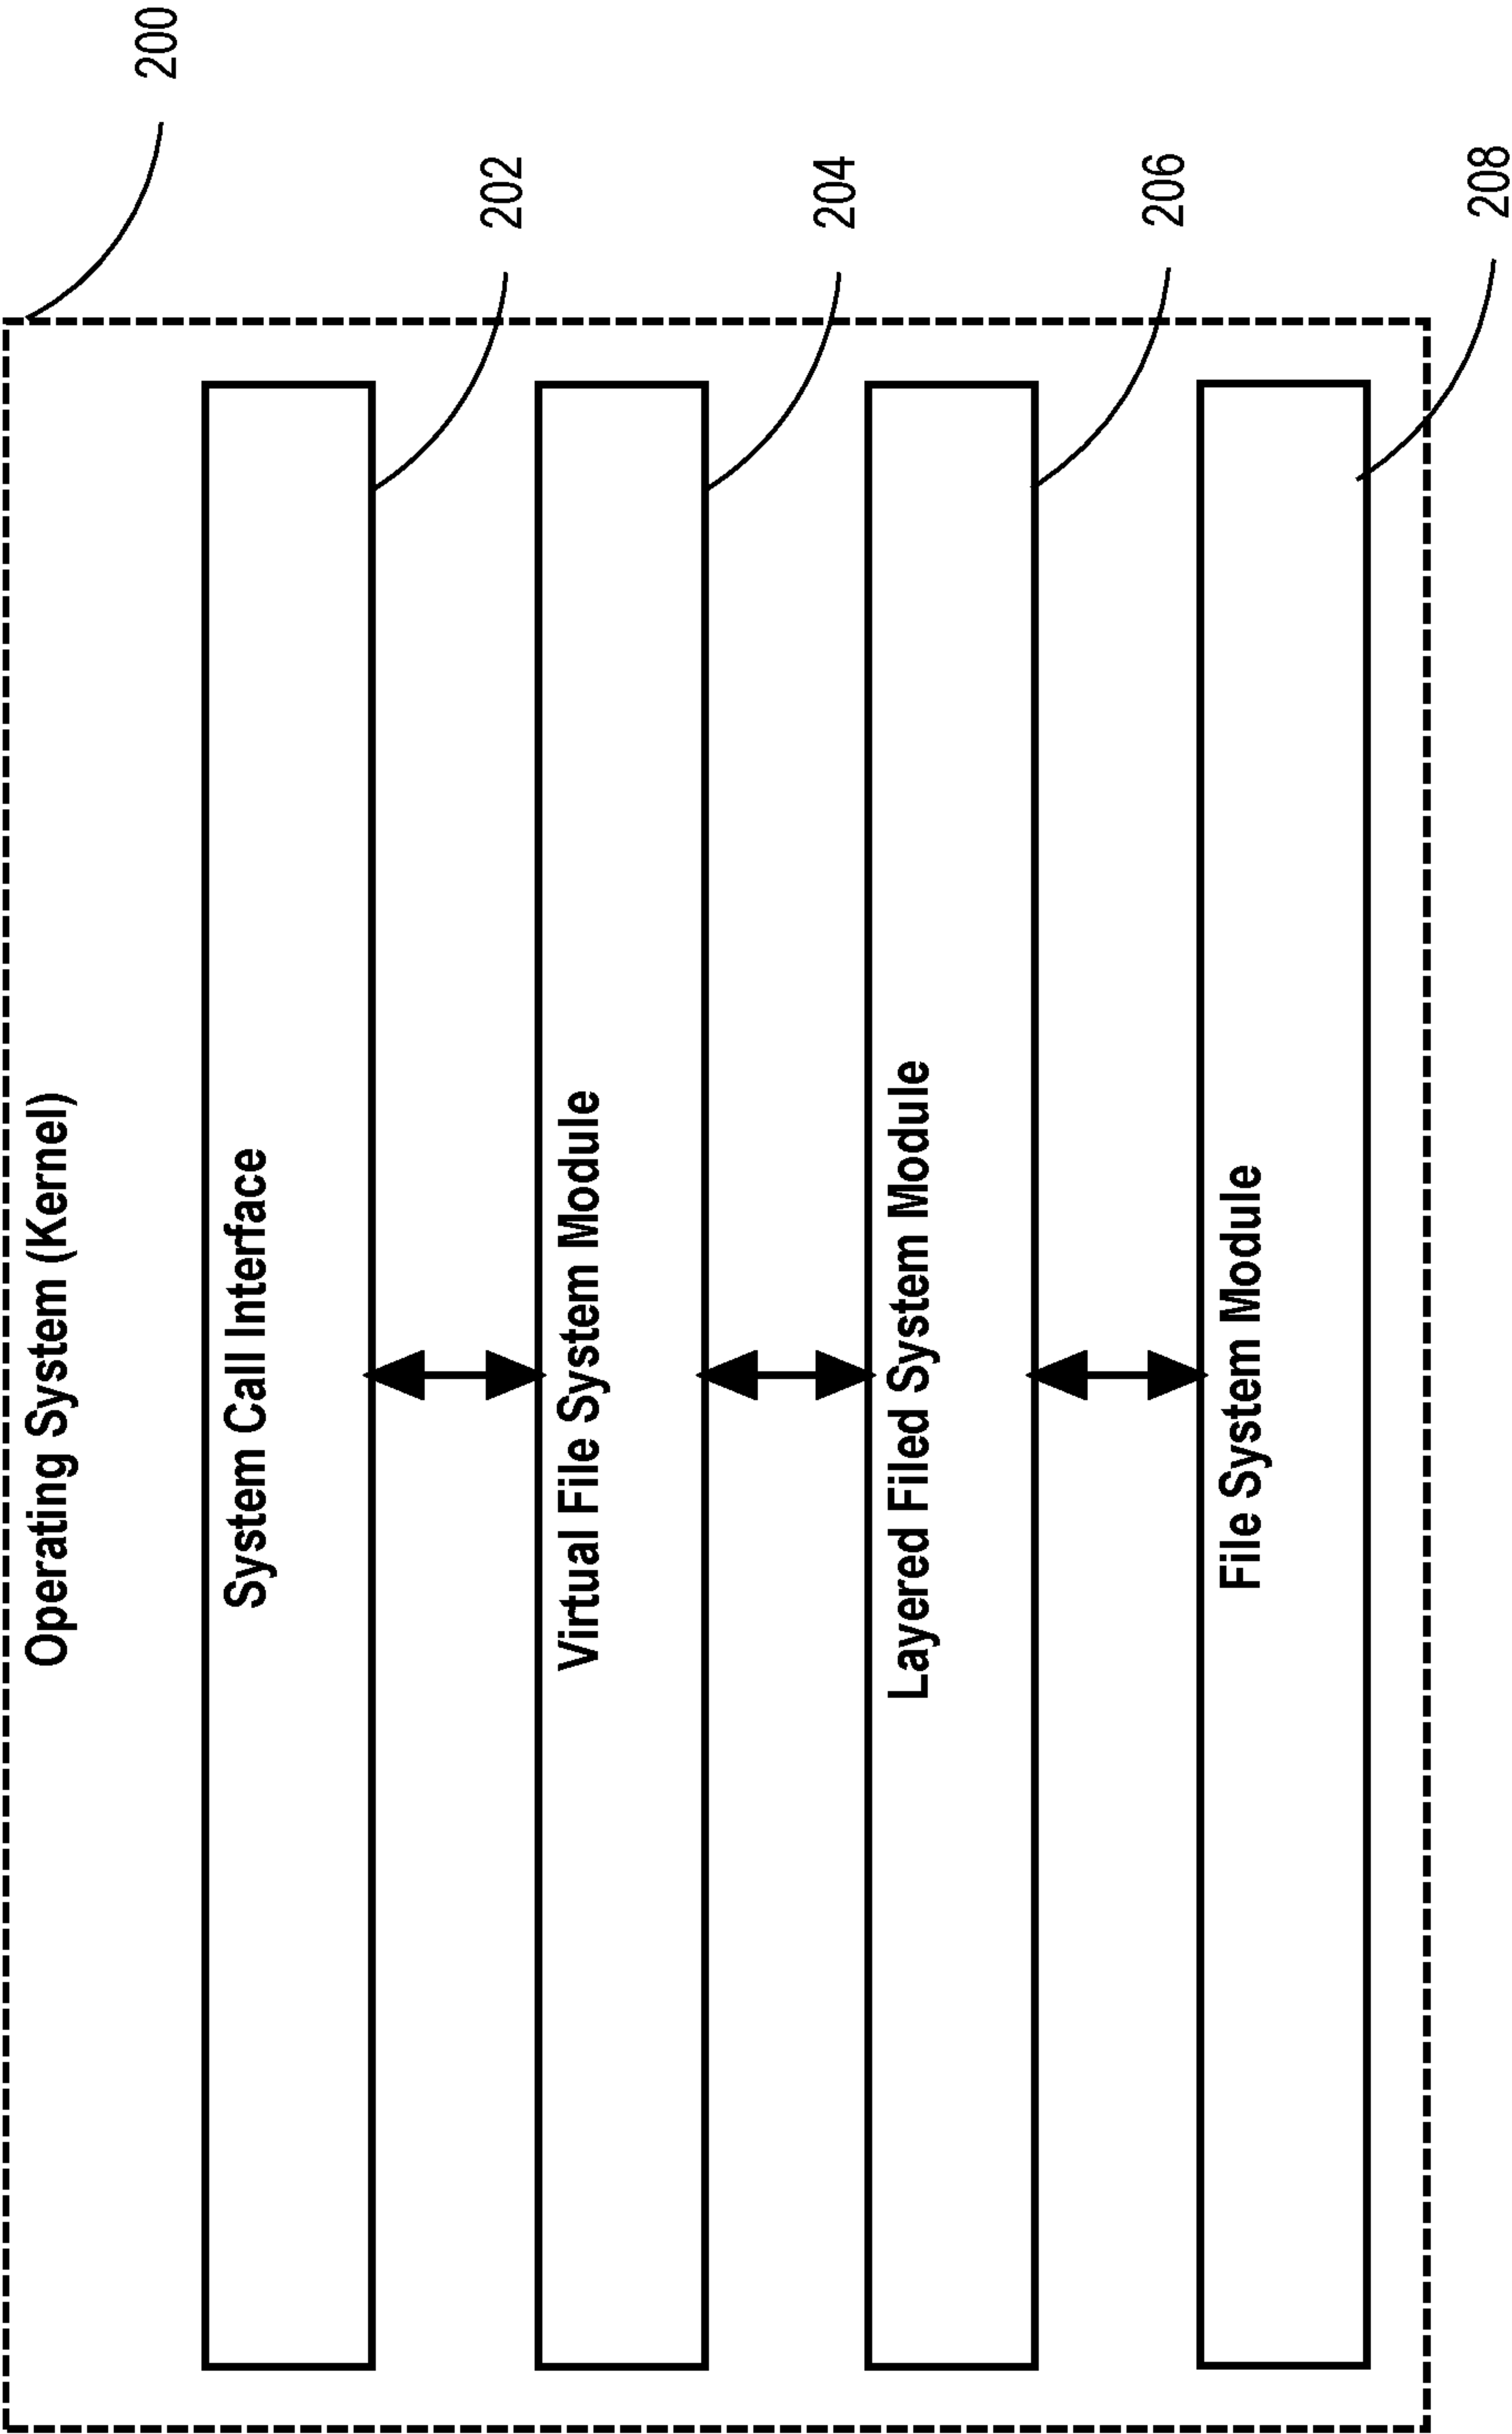 Operating System (Kernel)
200
System Call Interface
202
Virtual File System Module
204
Layered Filed System Module
206
File System Module
208